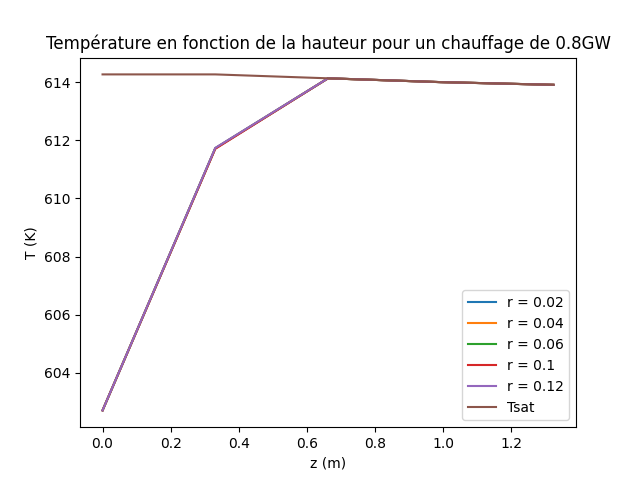 Température en fonction de la hauteur pour un chauffage de 0.8GW
614
612
610
608
606
604
T (K)
0.0 0.2 0.4 0.6 0.8 1.0 1.2
z (m)
r = 0.02
r = 0.04
r = 0.06
r = 0.1
r = 0.12
Tsat